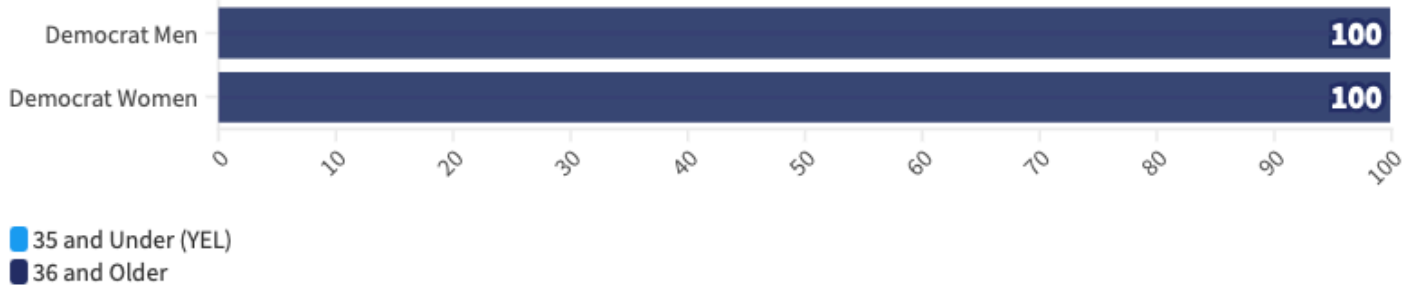 Democrat Men 100
Democrat Women 100
0 10 20 30 40 50 60 70 80 90 100
35 and Under (YEL)
36 and Older